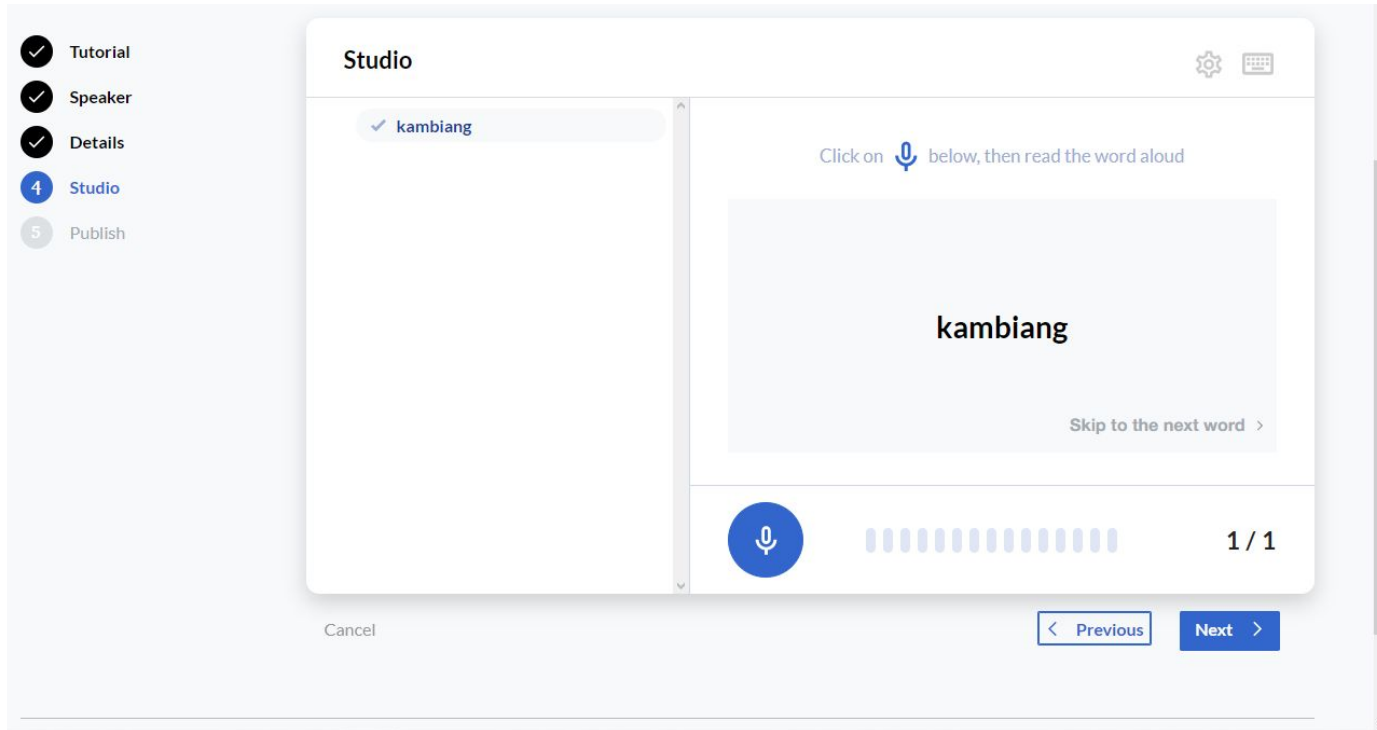 Tutorial
Speaker
Details
4 Studio
5 Publish
Studio
kambiang
Click on below, then read the word aloud
kambiang
Skip to the next word >
1 / 1
Cancel
< Previous
Next >